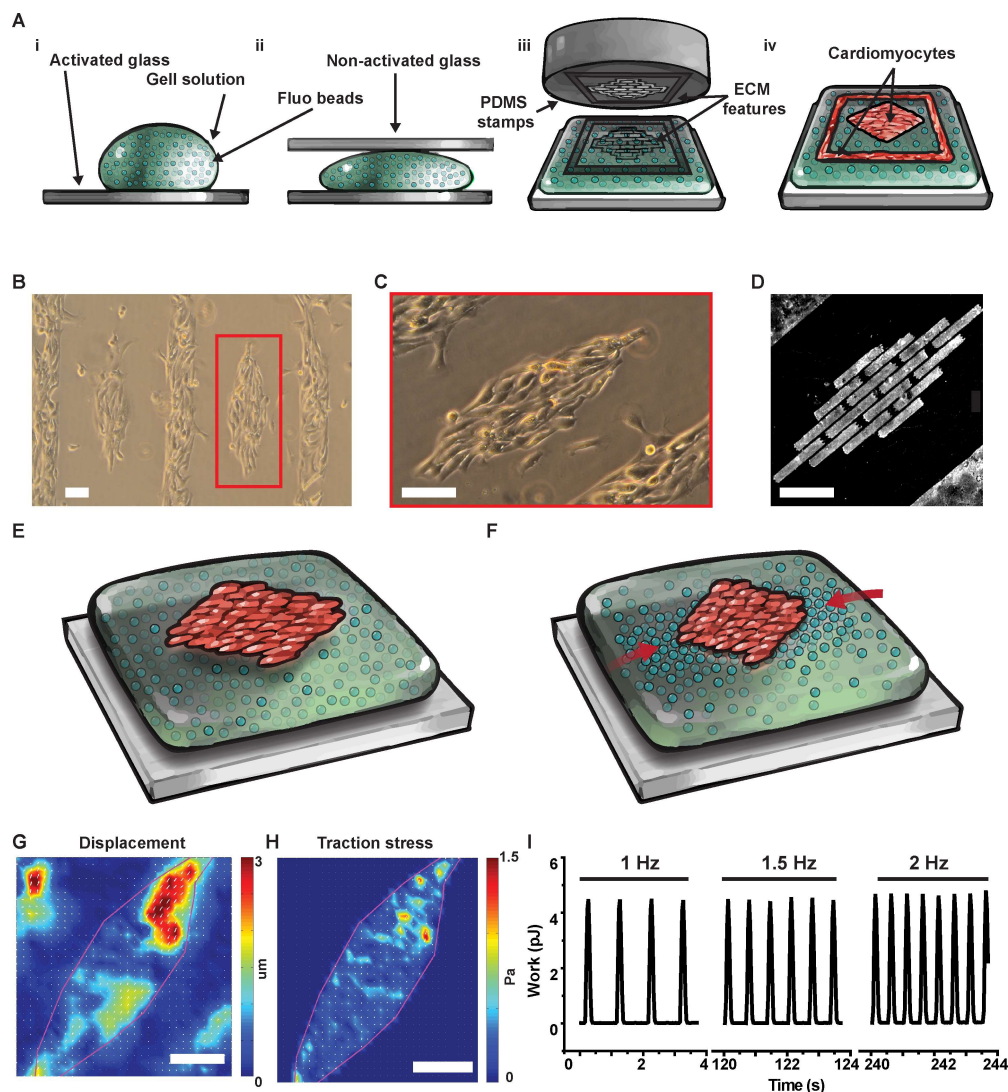 A
i
ii
iii
iv
Activated glass
Gell solution
Fluo beads
Non-activated glass
PDMS
stamps
ECM
features
Cardiomyocytes
B
C
D
E
F
G
Displacement
3
um
0
H
Traction stress
1.5
Pa
0
I
1 Hz
1.5 Hz
2 Hz
Work (pJ)
6
4
2
0
0 2 4 120 122 124 240 242 244
Time (s)